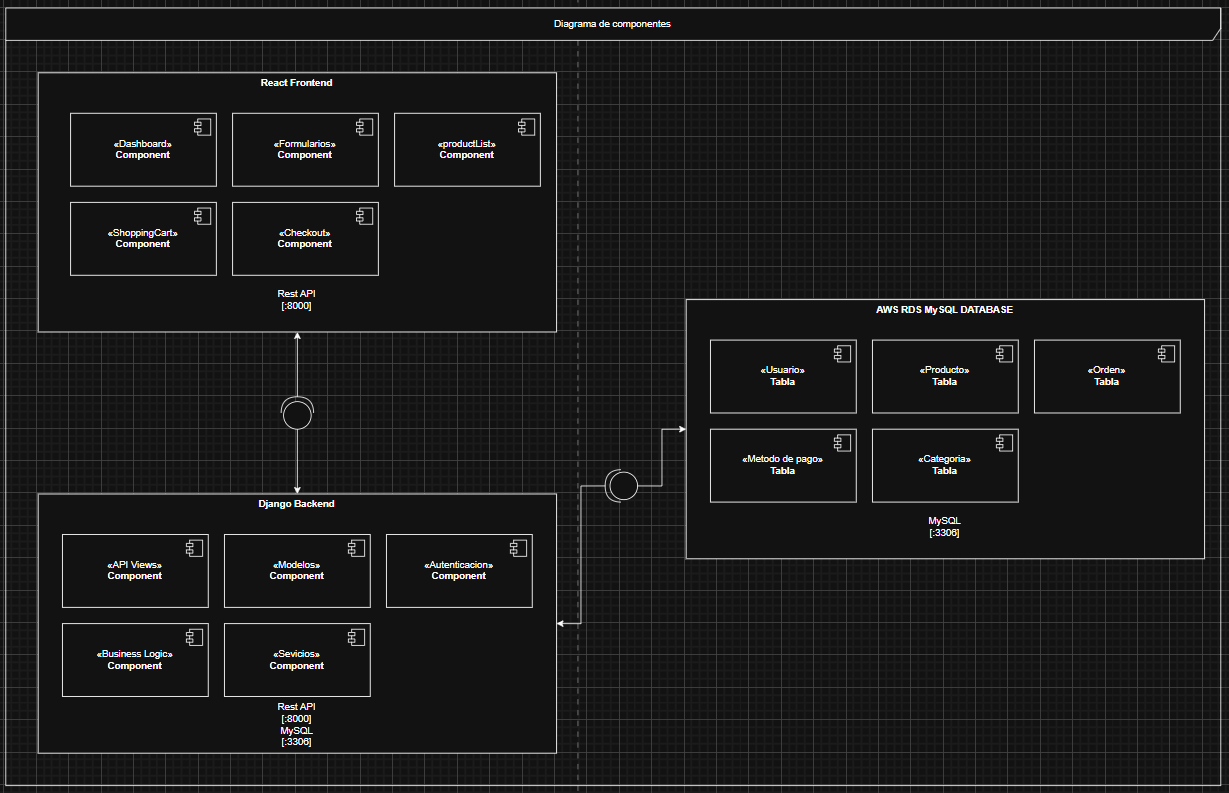 Diagrama de componentes
React Frontend
«Dashboard»
Component
«Formularios»
Component
«productList»
Component
«ShoppingCart»
Component
«Checkout»
Component
Rest API
[:8000]
AWS RDS MySQL DATABASE
«Usuario»
Tabla
«Producto»
Tabla
«Orden»
Tabla
«Metodo de pago»
Tabla
«Categoria»
Tabla
MySQL
[:3306]
Django Backend
«API Views»
Component
«Modelos»
Component
«Autenticacion»
Component
«Business Logic»
Component
«Sevicios»
Component
Rest API
[:8000]
MySQL
[:3306]